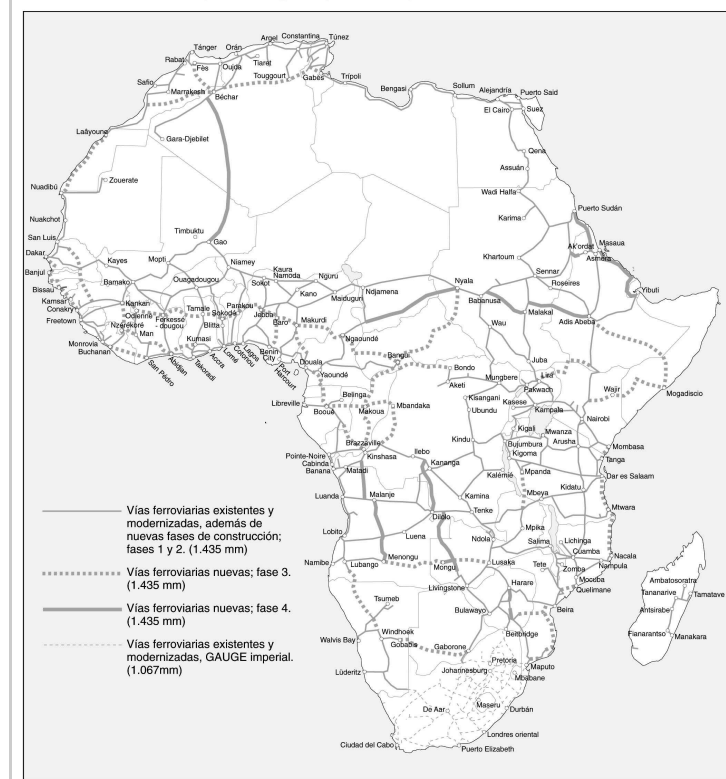 Tánger
Orán
Argel
Constantina
Túnez
Rabat
Fès
Oujda
Tiaret
Touggourt
Gabès
Trípoli
Safio
Marrakesh
Béchar
Bengasi
Sollum
Alejandría
Puerto Said
El Cairo
Suez
Laâyoune
Gara-Djebilet
Qena
Assuán
Zouerate
Nuadibú
Wadi Halfa
Puerto Sudán
Nuakchot
Karima
Timbuktu
Gao
San Luis
Dakar
Kayes
Mopti
Niamey
Khartoum
Ak'ordat
Masaua
Asmera
Banjul
Bamako
Ouagadougou
Sokot
Kaura
Namoda
Nguru
Kano
Maiduguri
Ndjamena
Nyala
Sennar
Roseires
Yibuti
Bissau
Kamsar
Conakry
Kankan
Odienné
Ferkesse-
dougou
Tamale
Sokodé
Parakou
Jebba
Baro
Makurdi
Babanusa
Malakal
Adis Abeba
Freetown
Nzérékoré
Man
Kumasi
Blitta
Wau
Ngaoundé
Monrovia
Buchanan
San Pédro
Abidjan
Takoradi
Accra
Lomé
Cotonou
Lagos
Benin
City
Port
Harcourt
Douala
Yaoundé
Bangui
Bondo
Aketi
Mungbere
Juba
Lira
Pakwach
Wajir
Mogadiscio
Belinga
Libreville
Booué
Makoua
Mbandaka
Kisangani
Ubundu
Kasese
Kampala
Nairobi
Brazzaville
Kindu
Kigali
Mwanza
Bujumbura
Kigoma
Arusha
Mombasa
Tanga
Pointe-Noire
Cabinda
Banana
Matadi
Kinshasa
Ilebo
Kananga
Kalémié
Mpanda
Dar es Salaam
Luanda
Malanje
Kamina
Mbeya
Kidatu
Mtwara
Dilolo
Tenke
Lobito
Luena
Ndola
Mpika
Salima
Lichinga
Cuamba
Nacala
Nampula
Namibe
Lubango
Menongu
Mongu
Lusaka
Tete
Zomba
Mocuba
Quelimane
Ambatosoratra
Tananarive
Tamatave
Livingstone
Harare
Antsirabe
Tsumeb
Bulawayo
Beira
Fianarantso
Manakara
Walvis Bay
Windhoek
Gobabis
Gaborone
Beitbridge
Pretoria
Johannesburg
Maputo
Mbabane
Lüderitz
De Aar
Maseru
Durbán
Londres oriental
Ciudad del Cabo
Puerto Elizabeth
Vías ferroviarias existentes y
modernizadas, además de
nuevas fases de construcción;
fases 1 y 2. (1.435 mm)
Vías ferroviarias nuevas; fase 3.
(1.435 mm)
Vías ferroviarias nuevas; fase 4.
(1.435 mm)
Vías ferroviarias existentes y
modernizadas, GAUGE imperial.
(1.067mm)